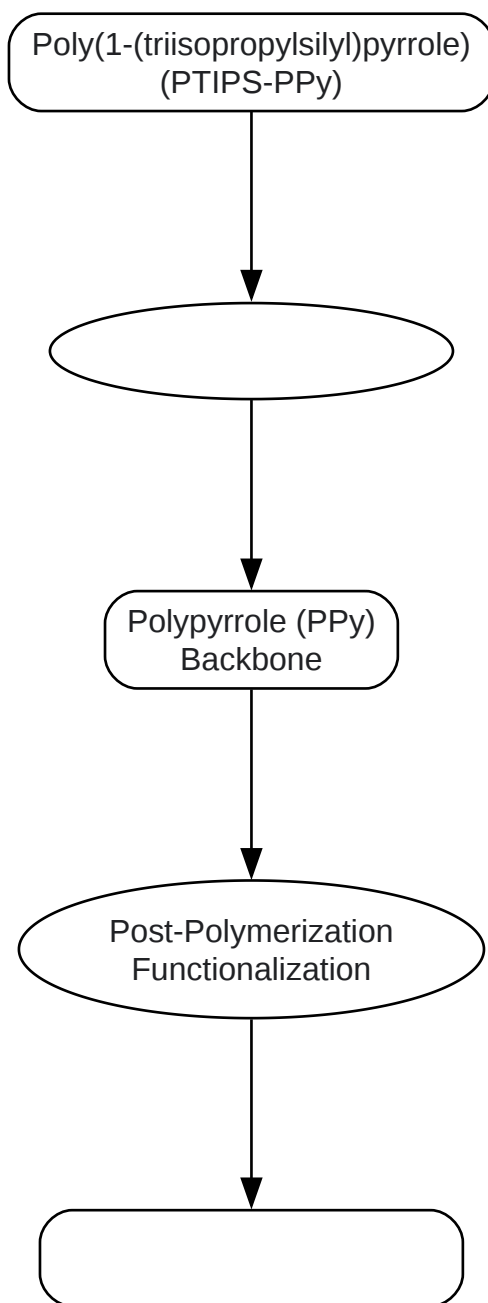 Poly(1-(triisopropylsilyl)pyrrole)
(PTIPS-PPy)
Polypyrrole (PPy)
Backbone
Post-Polymerization
Functionalization